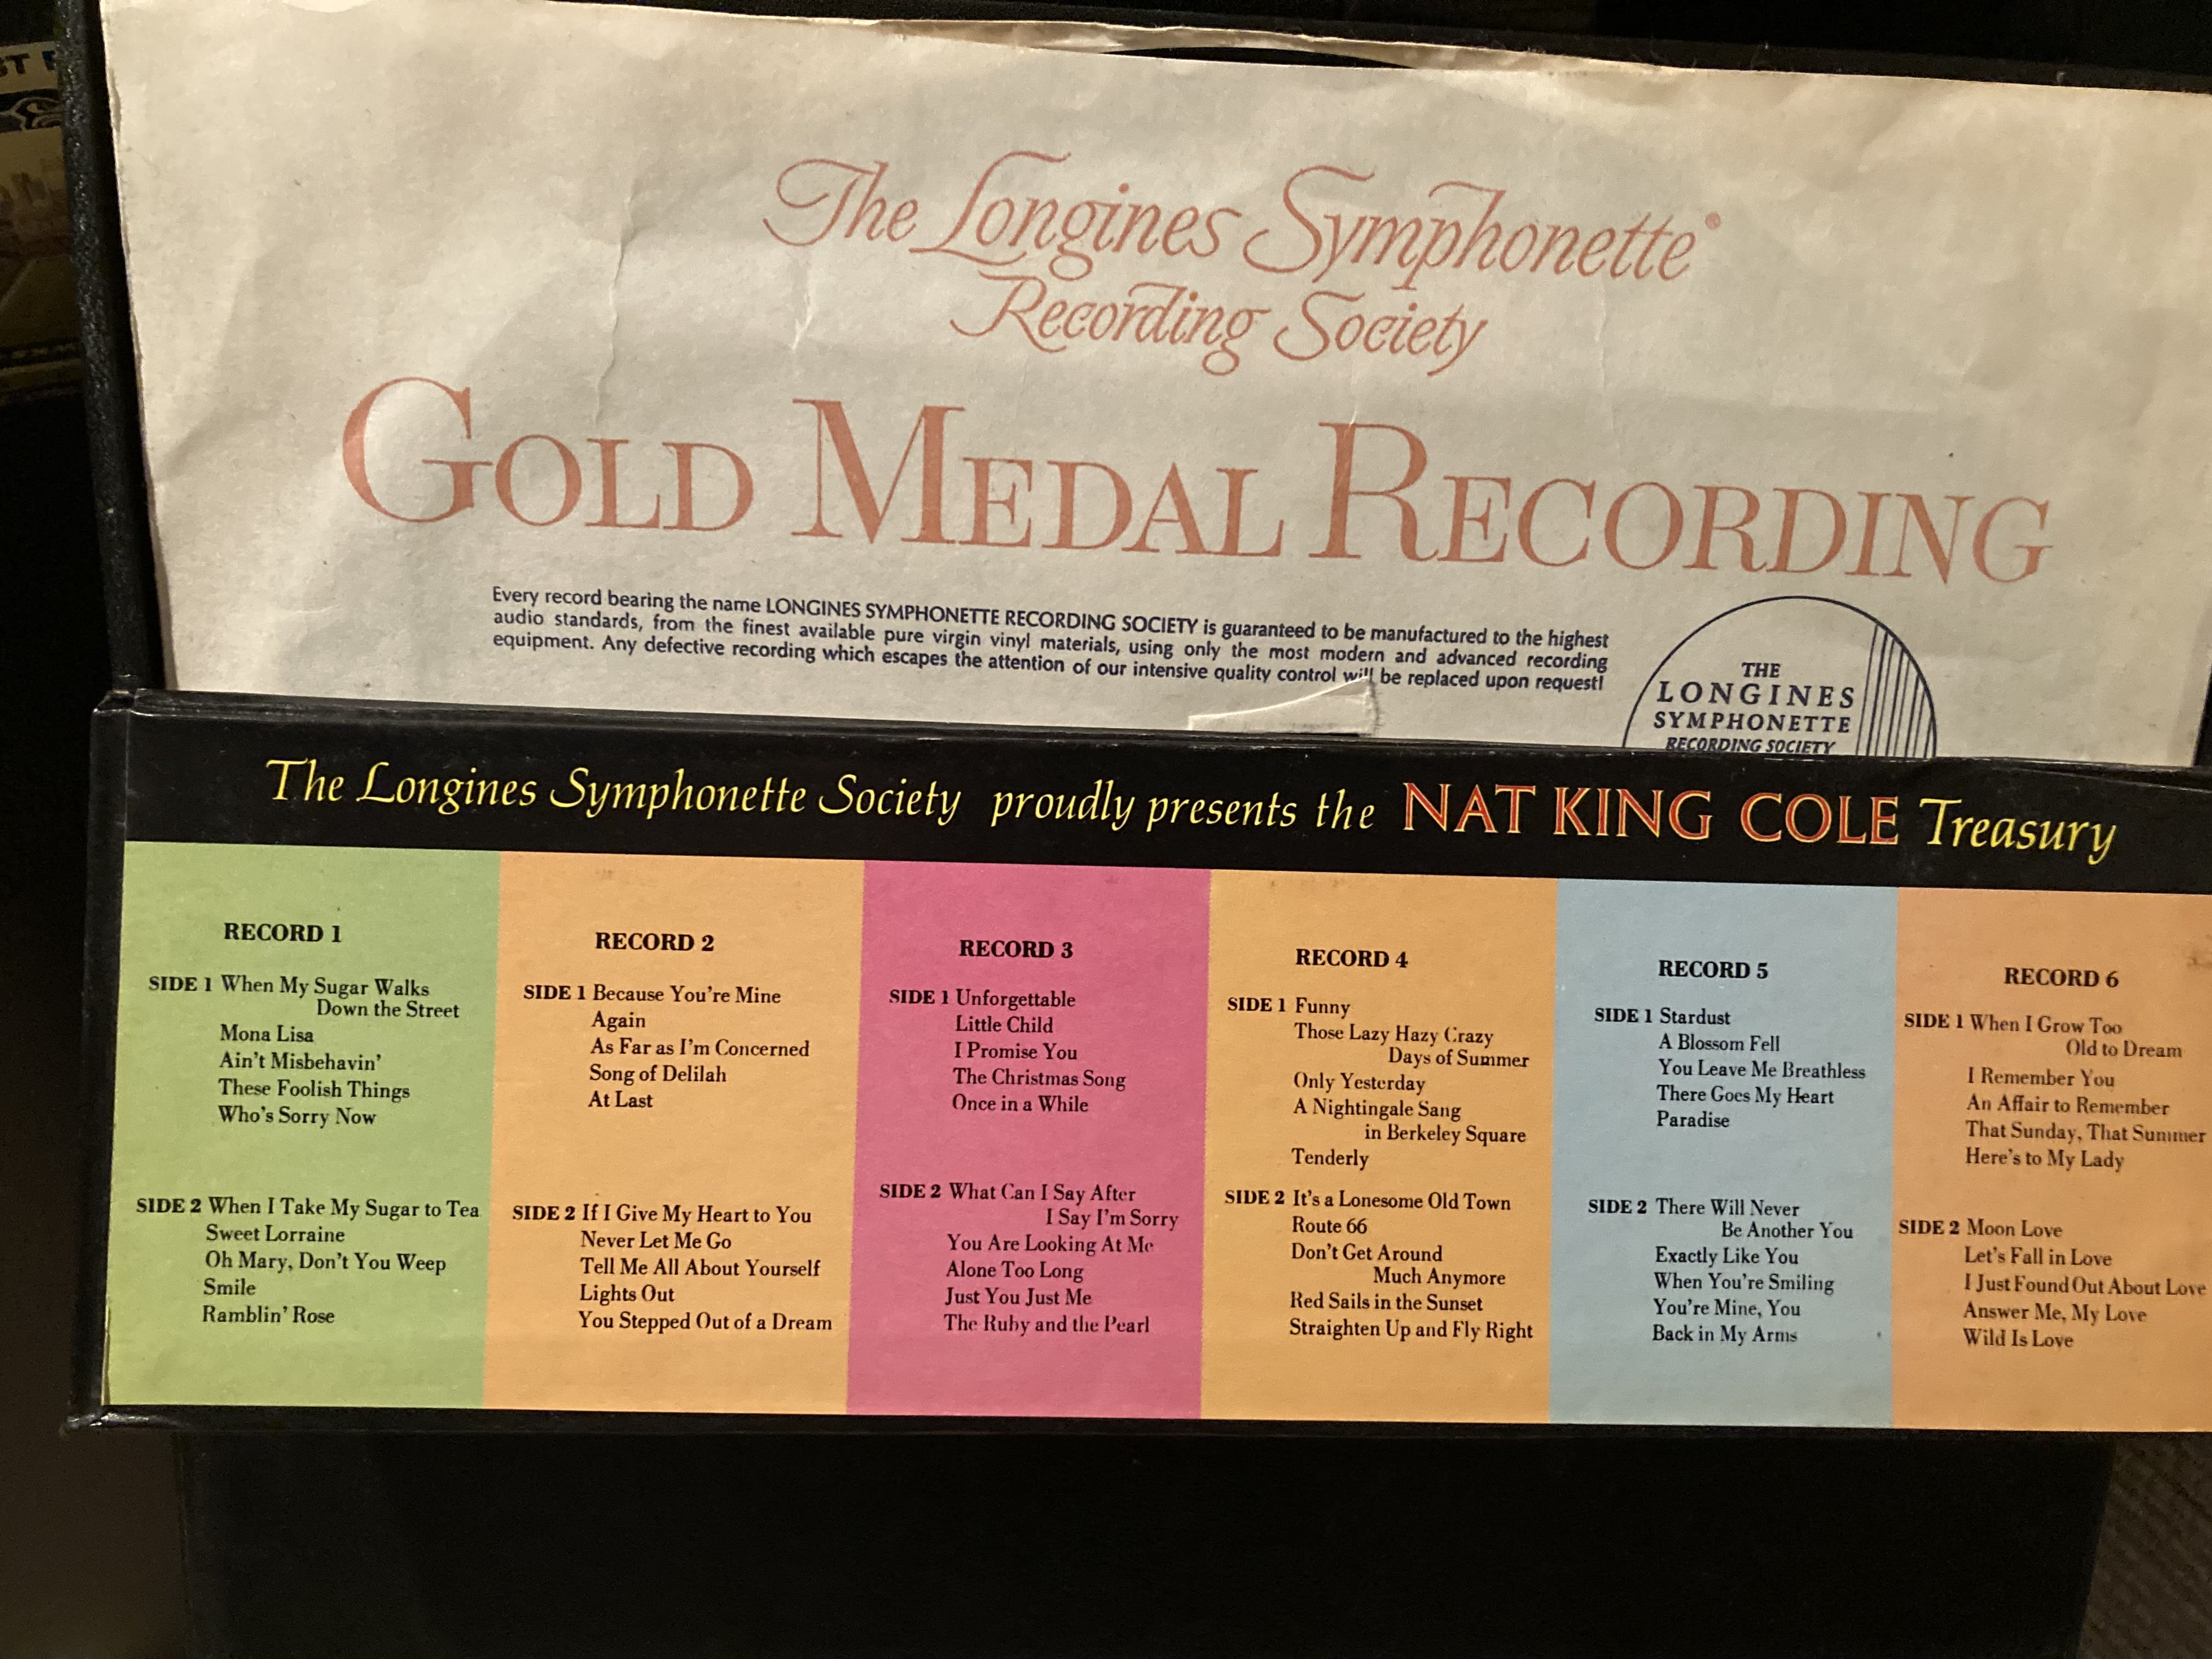 ST
The Longines Symphonette®
Recording Society
GOLD MEDAL RECORDING
Every record bearing the name LONGINES SYMPHONETTE RECORDING SOCIETY is guaranteed to be manufactured to the highest
audio standards, from the finest available pure virgin vinyl materials, using only the most modern and advanced recording
equipment. Any defective recording which escapes the attention of our intensive quality control will be replaced upon request!
THE
LONGINES
SYMPHONETTE
RECORDING SOCIETY
The Longines Symphonette Society proudly presents the NAT KING COLE Treasury
RECORD 1
SIDE 1 When My Sugar Walks
Down the Street
Mona Lisa
Ain't Misbehavin'
These Foolish Things
Who's Sorry Now
SIDE 2 When I Take My Sugar to Tea
Sweet Lorraine
Oh Mary, Don't You Weep
Smile
Ramblin' Rose
RECORD 2
SIDE 1 Because You're Mine
Again
As Far as I'm Concerned
Song of Delilah
At Last
SIDE 2 If I Give My Heart to You
Never Let Me Go
Tell Me All About Yourself
Lights Out
You Stepped Out of a Dream
RECORD 3
SIDE 1 Unforgettable
Little Child
I Promise You
The Christmas Song
Once in a While
SIDE 2 What Can I Say After
I Say I'm Sorry
You Are Looking At Me
Alone Too Long
Just You Just Me
The Ruby and the Pearl
RECORD 4
SIDE 1 Funny
Those Lazy Hazy Crazy
Days of Summer
Only Yesterday
A Nightingale Sang
in Berkeley Square
Tenderly
SIDE 2 It's a Lonesome Old Town
Route 66
Don't Get Around
Much Anymore
Red Sails in the Sunset
Straighten Up and Fly Right
RECORD 5
SIDE 1 Stardust
A Blossom Fell
You Leave Me Breathless
There Goes My Heart
Paradise
SIDE 2 There Will Never
Be Another You
Exactly Like You
When You're Smiling
You're Mine, You
Back in My Arms
RECORD 6
SIDE 1 When I Grow Too
Old to Dream
I Remember You
An Affair to Remember
That Sunday, That Summer
Here's to My Lady
SIDE 2 Moon Love
Let's Fall in Love
I Just Found Out About Love
Answer Me, My Love
Wild Is Love